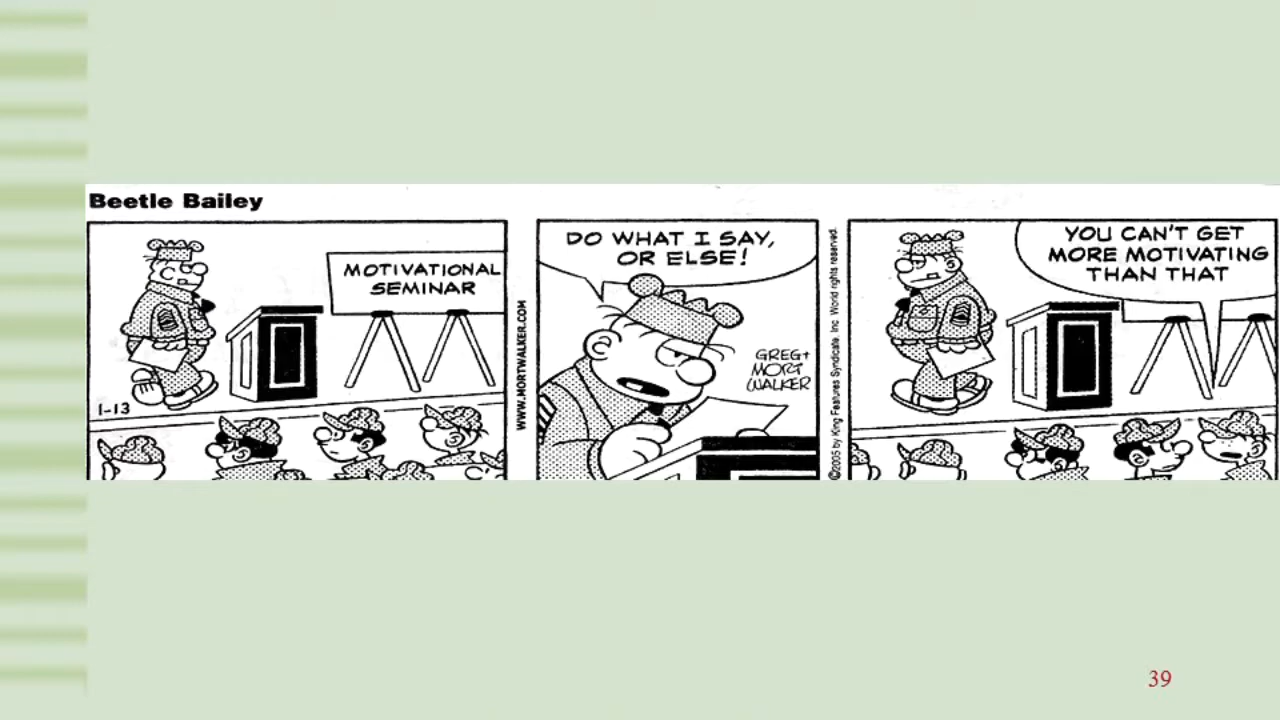 Beetle Bailey
MOTIVATIONAL
SEMINAR
1-13
WWW.MORTWALKER.COM
DO WHAT I SAY,
OR ELSE!
GREG+
MORT
WALKER
©2005 by King Features Syndicate, Inc. World rights reserved.
YOU CAN'T GET
MORE MOTIVATING
THAN THAT
39